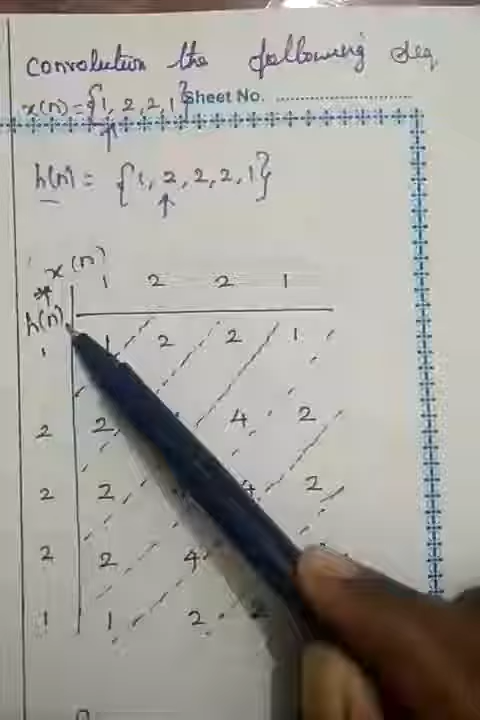 convolution the following seq
x(n) = {1, 2, 2, 1} Sheet No. ........................
↑
h(n) = {1, 2, 2, 2, 1}
↑
x(n)
* 1 2 2 1
h(n)
1 1 2 2 1
2 2 4 2
2 2 4 2
2 2 4
1 1 2 2